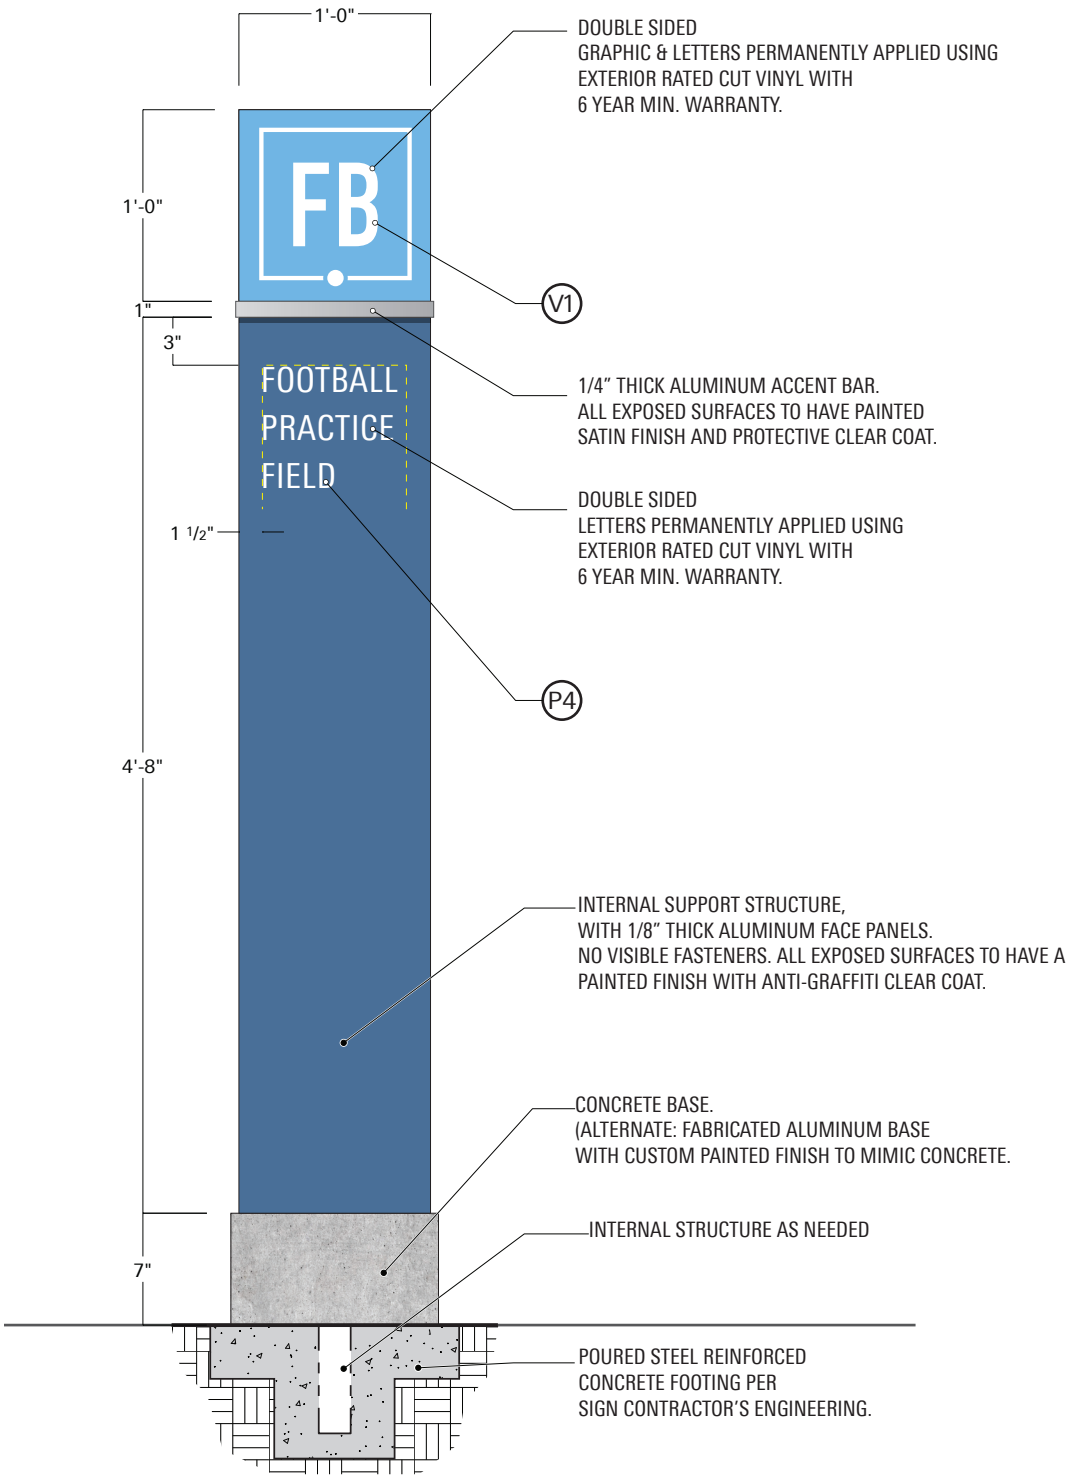 1'-0"
DOUBLE SIDED
GRAPHIC & LETTERS PERMANENTLY APPLIED USING
EXTERIOR RATED CUT VINYL WITH
6 YEAR MIN. WARRANTY.
FB
1'-0"
V1
1"
3"
FOOTBALL
PRACTICE
FIELD
1/4" THICK ALUMINUM ACCENT BAR.
ALL EXPOSED SURFACES TO HAVE PAINTED
SATIN FINISH AND PROTECTIVE CLEAR COAT.
DOUBLE SIDED
LETTERS PERMANENTLY APPLIED USING
EXTERIOR RATED CUT VINYL WITH
6 YEAR MIN. WARRANTY.
1 1/2"
P4
4'-8"
INTERNAL SUPPORT STRUCTURE,
WITH 1/8" THICK ALUMINUM FACE PANELS.
NO VISIBLE FASTENERS. ALL EXPOSED SURFACES TO HAVE A
PAINTED FINISH WITH ANTI-GRAFFITI CLEAR COAT.
CONCRETE BASE.
(ALTERNATE: FABRICATED ALUMINUM BASE
WITH CUSTOM PAINTED FINISH TO MIMIC CONCRETE.
INTERNAL STRUCTURE AS NEEDED
7"
POURED STEEL REINFORCED
CONCRETE FOOTING PER
SIGN CONTRACTOR'S ENGINEERING.